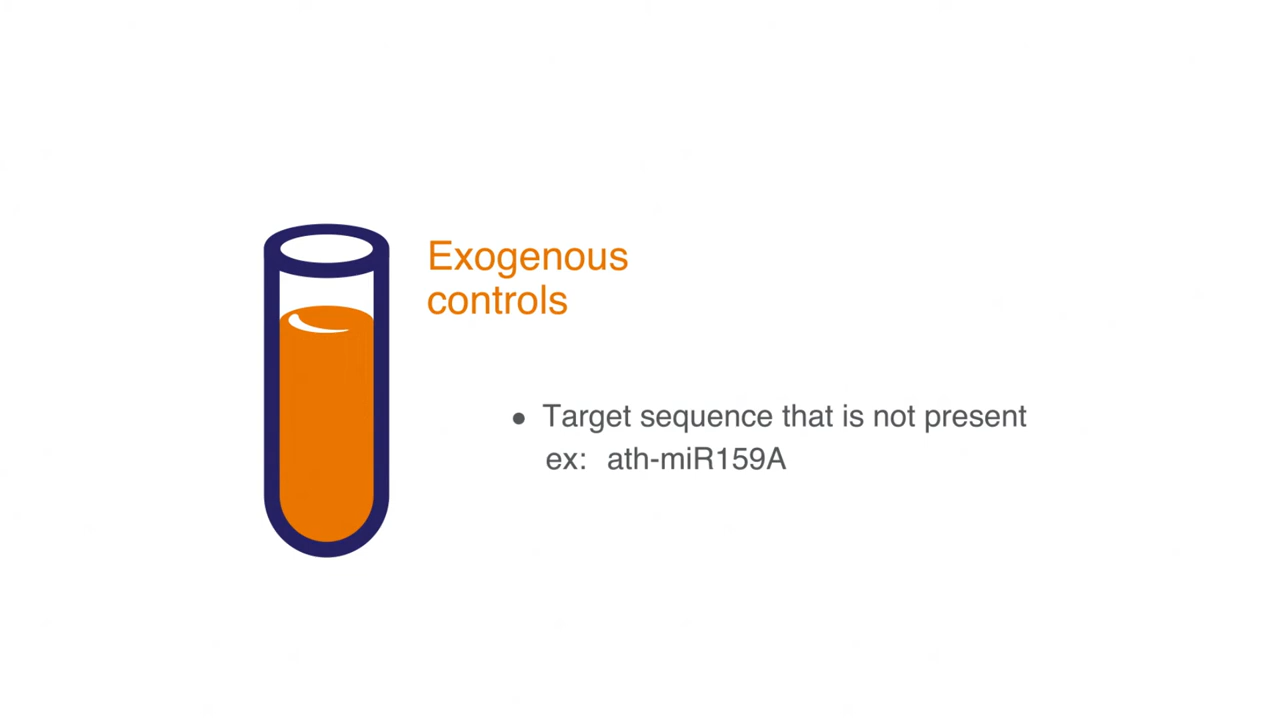 Exogenous
controls
● Target sequence that is not present
ex: ath-miR159A